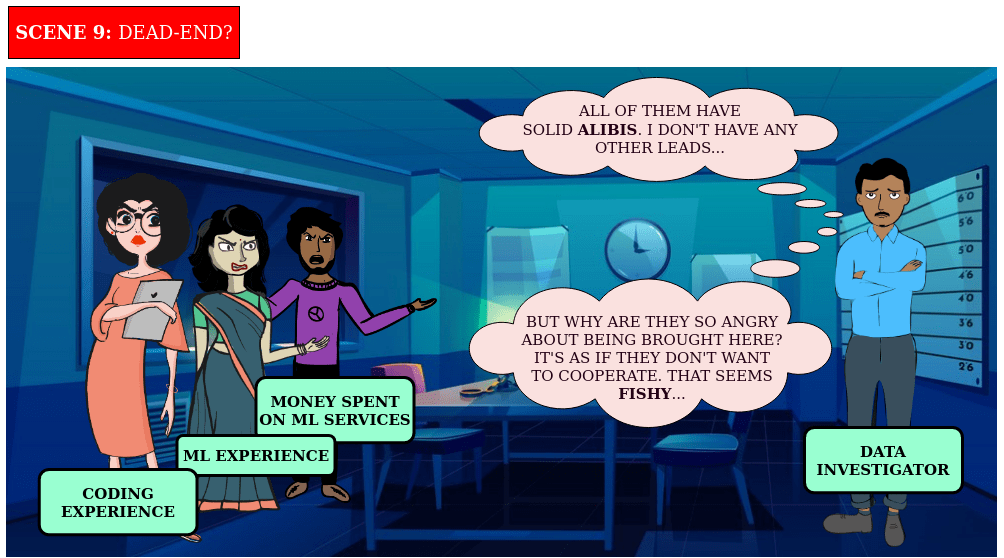 SCENE 9: DEAD-END?
ALL OF THEM HAVE
SOLID ALIBIS. I DON'T HAVE ANY
OTHER LEADS...
BUT WHY ARE THEY SO ANGRY
ABOUT BEING BROUGHT HERE?
IT'S AS IF THEY DON'T WANT
TO COOPERATE. THAT SEEMS
FISHY...
60
56
50
46
40
36
30
26
MONEY SPENT
ON ML SERVICES
ML EXPERIENCE
CODING
EXPERIENCE
DATA
INVESTIGATOR